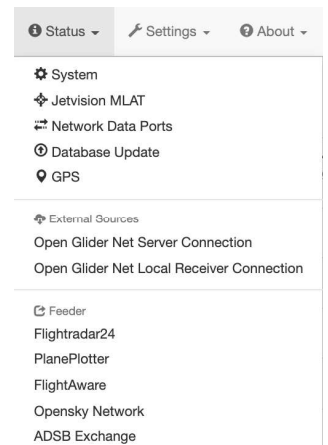 Status Settings About
System
Jetvision MLAT
Network Data Ports
Database Update
GPS
External Sources
Open Glider Net Server Connection
Open Glider Net Local Receiver Connection
Feeder
Flightradar24
PlanePlotter
FlightAware
Opensky Network
ADSB Exchange